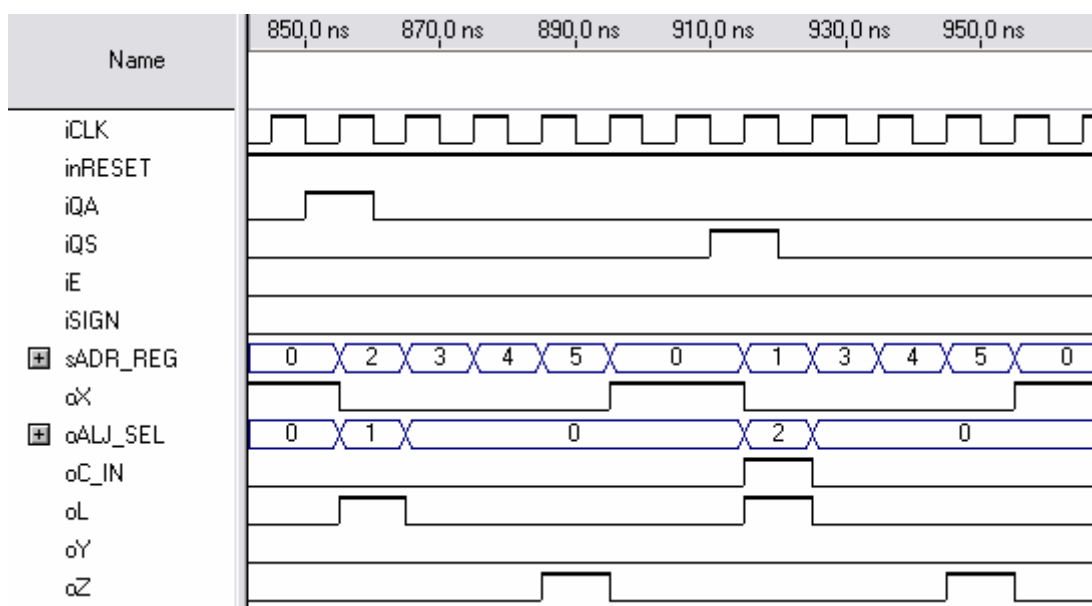 Name 850,0 ns 870,0 ns 890,0 ns 910,0 ns 930,0 ns 950,0 ns
iCLK
inRESET
iQA
iQS
iE
iSIGN
sADR_REG 0 2 3 4 5 0 1 3 4 5 0
oX
oALJ_SEL 0 1 0 2 0
oC_IN
oL
oY
oZ